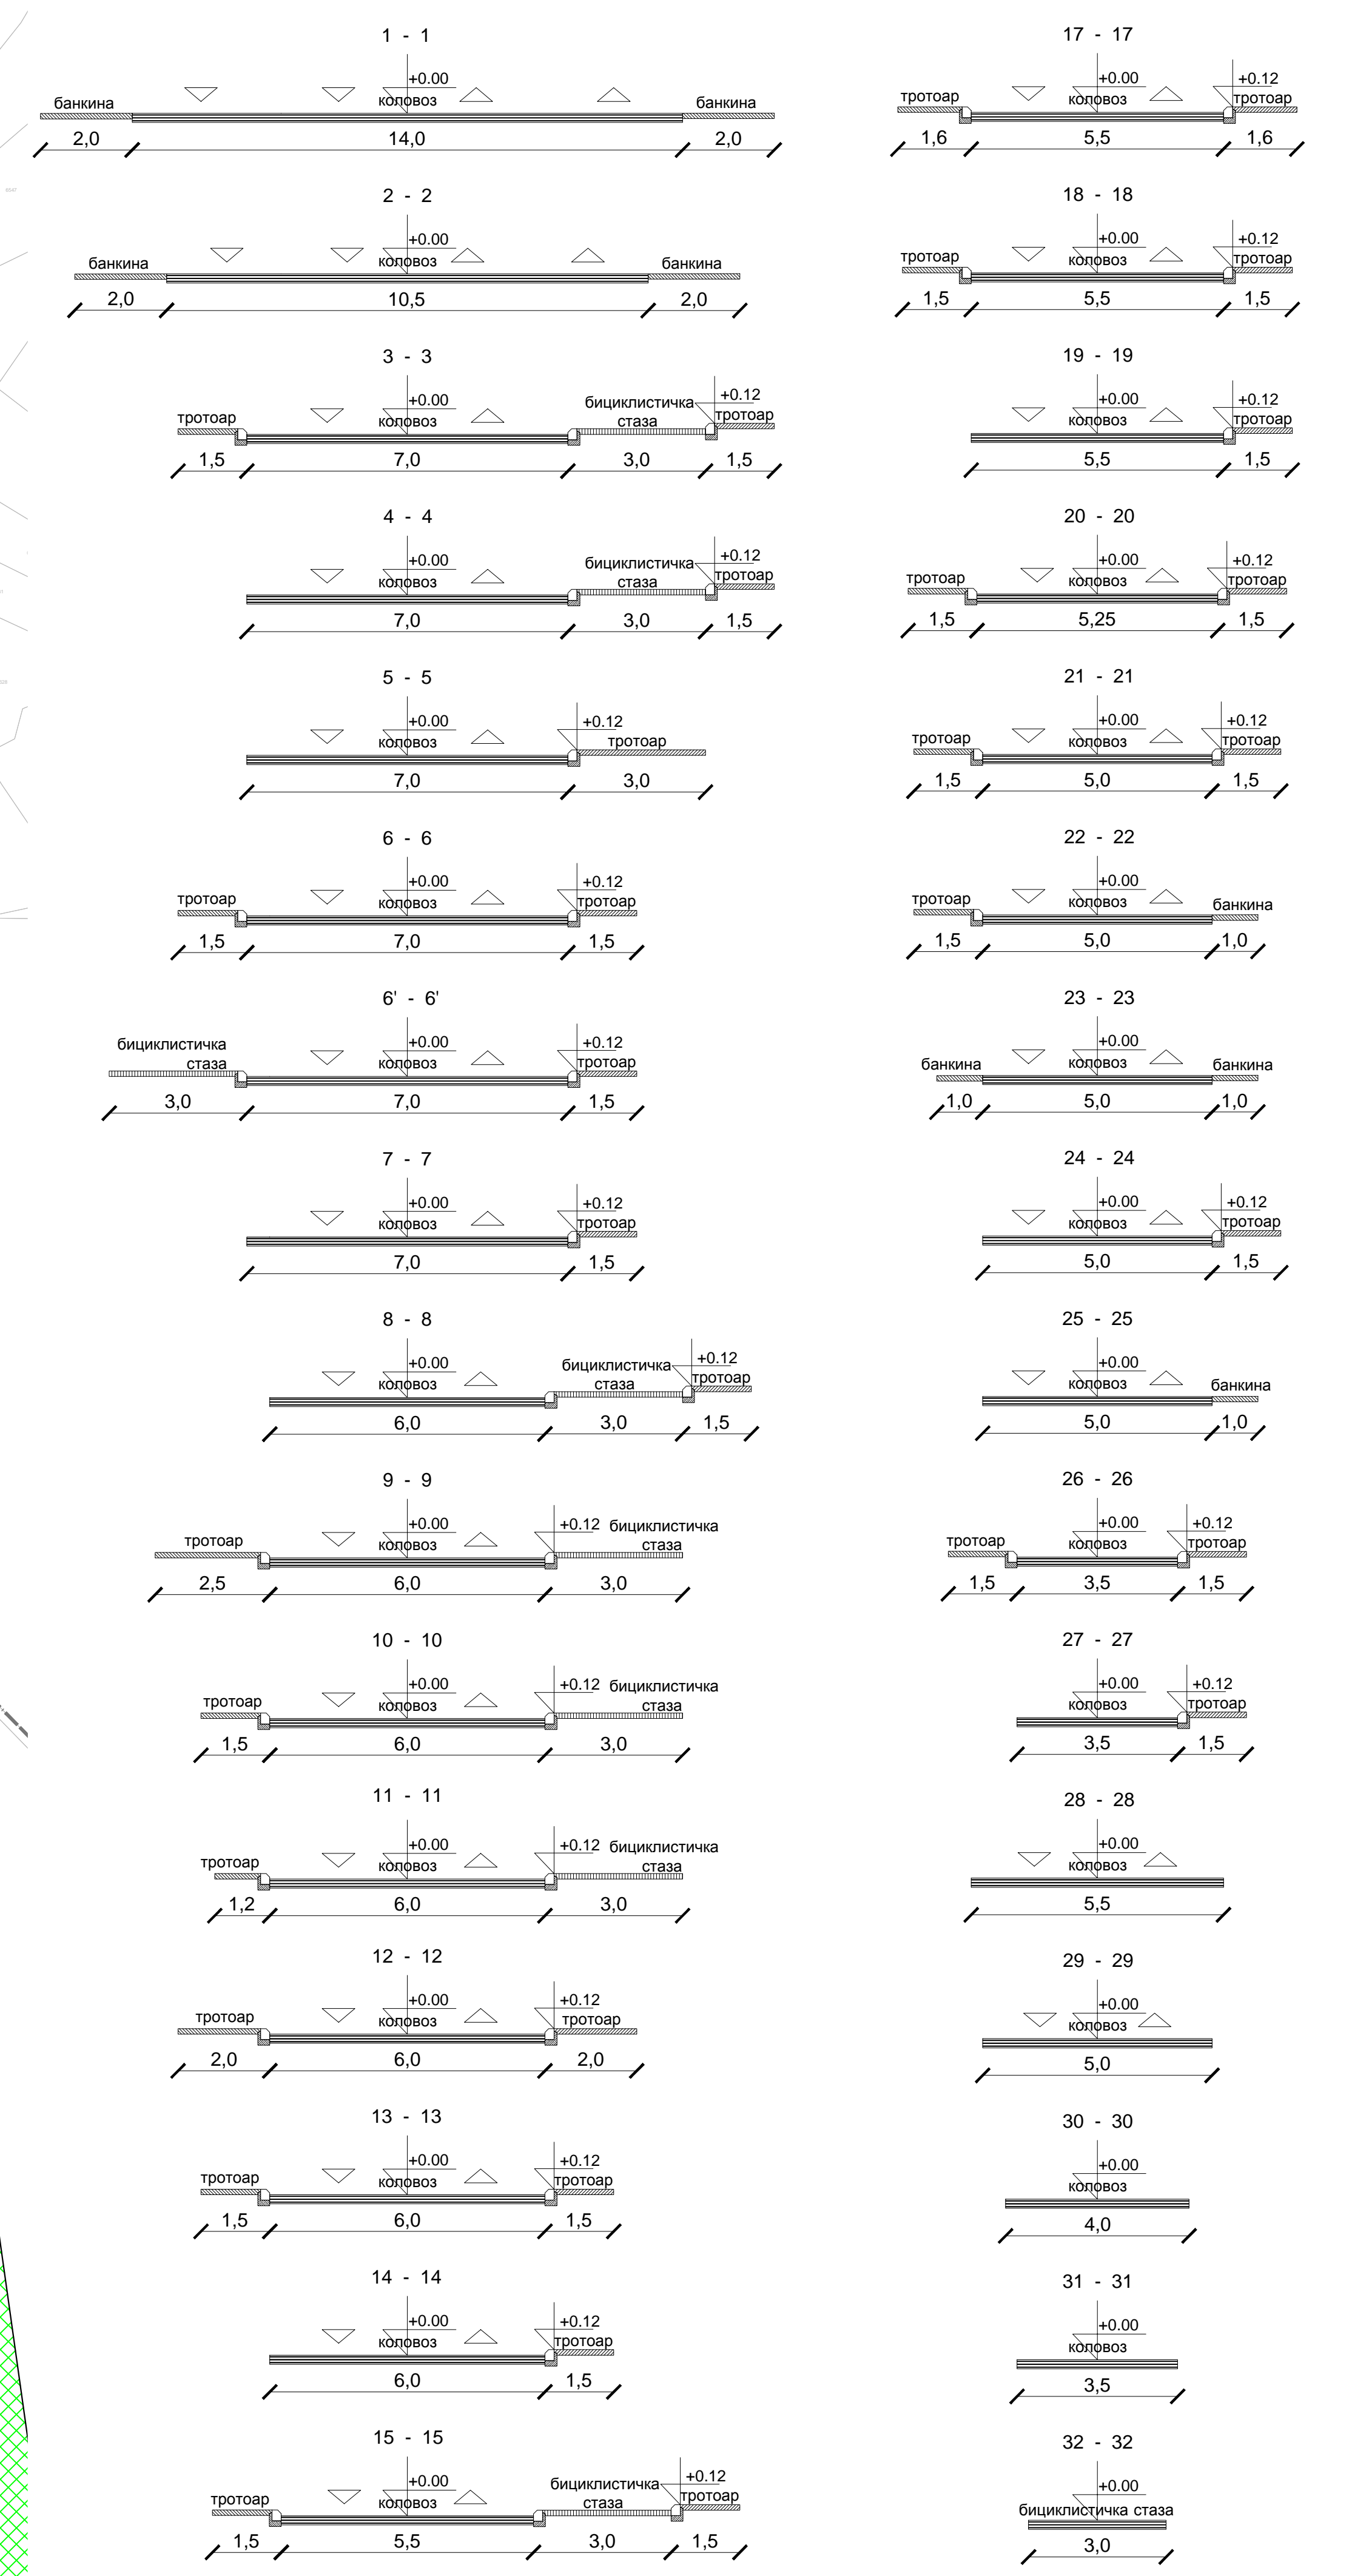 1 - 1
+0.00
коловоз
банкина
банкина
2,0
14,0
2,0
2 - 2
+0.00
коловоз
банкина
банкина
2,0
10,5
2,0
3 - 3
+0.00
коловоз
тротоар
бициклистичка
стаза
+0.12
тротоар
1,5
7,0
3,0
1,5
4 - 4
+0.00
коловоз
бициклистичка
стаза
+0.12
тротоар
7,0
3,0
1,5
5 - 5
+0.00
коловоз
+0.12
тротоар
7,0
3,0
6 - 6
+0.00
коловоз
тротоар
+0.12
тротоар
1,5
7,0
1,5
6' - 6'
+0.00
коловоз
бициклистичка
стаза
+0.12
тротоар
3,0
7,0
1,5
7 - 7
+0.00
коловоз
+0.12
тротоар
7,0
1,5
8 - 8
+0.00
коловоз
бициклистичка
стаза
+0.12
тротоар
6,0
3,0
1,5
9 - 9
+0.00
коловоз
тротоар
+0.12
бициклистичка
стаза
2,5
6,0
3,0
10 - 10
+0.00
коловоз
тротоар
+0.12
бициклистичка
стаза
1,5
6,0
3,0
11 - 11
+0.00
коловоз
тротоар
+0.12
бициклистичка
стаза
1,2
6,0
3,0
12 - 12
+0.00
коловоз
тротоар
+0.12
тротоар
2,0
6,0
2,0
13 - 13
+0.00
коловоз
тротоар
+0.12
тротоар
1,5
6,0
1,5
14 - 14
+0.00
коловоз
+0.12
тротоар
6,0
1,5
15 - 15
+0.00
коловоз
тротоар
бициклистичка
стаза
+0.12
тротоар
1,5
5,5
3,0
1,5
17 - 17
+0.00
коловоз
тротоар
+0.12
тротоар
1,6
5,5
1,6
18 - 18
+0.00
коловоз
тротоар
+0.12
тротоар
1,5
5,5
1,5
19 - 19
+0.00
коловоз
+0.12
тротоар
5,5
1,5
20 - 20
+0.00
коловоз
тротоар
+0.12
тротоар
1,5
5,25
1,5
21 - 21
+0.00
коловоз
тротоар
+0.12
тротоар
1,5
5,0
1,5
22 - 22
+0.00
коловоз
тротоар
банкина
1,5
5,0
1,0
23 - 23
+0.00
коловоз
банкина
банкина
1,0
5,0
1,0
24 - 24
+0.00
коловоз
+0.12
тротоар
5,0
1,5
25 - 25
+0.00
коловоз
банкина
5,0
1,0
26 - 26
+0.00
коловоз
тротоар
+0.12
тротоар
1,5
3,5
1,5
27 - 27
+0.00
коловоз
+0.12
тротоар
3,5
1,5
28 - 28
+0.00
коловоз
5,5
29 - 29
+0.00
коловоз
5,0
30 - 30
+0.00
коловоз
4,0
31 - 31
+0.00
коловоз
3,5
32 - 32
+0.00
бициклистичка стаза
3,0